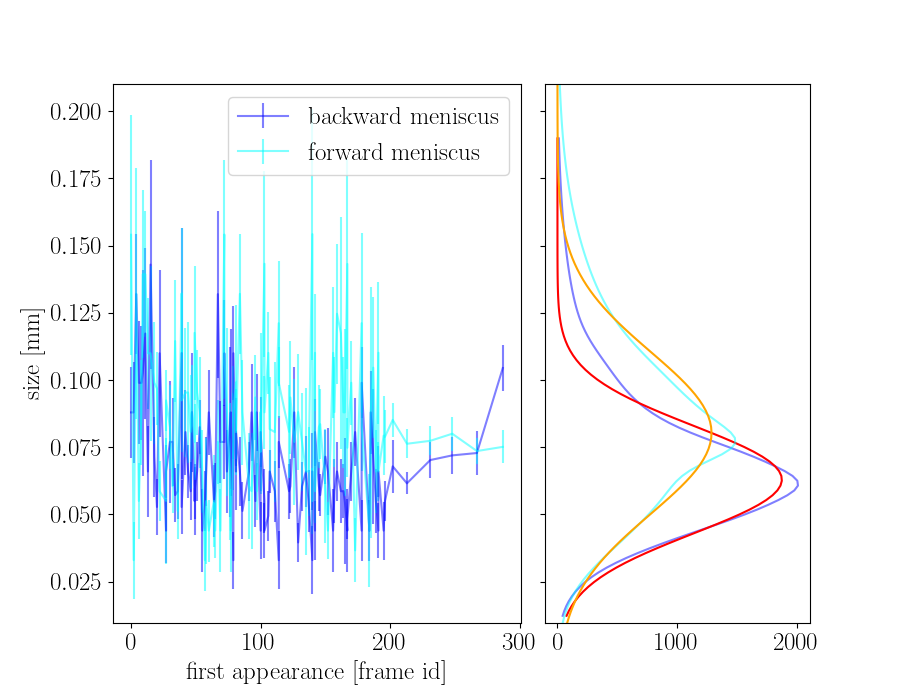 backward meniscus
forward meniscus
0.200
0.175
0.150
0.125
0.100
0.075
0.050
0.025
size [mm]
0 100 200 300
0 1000 2000
first appearance [frame id]